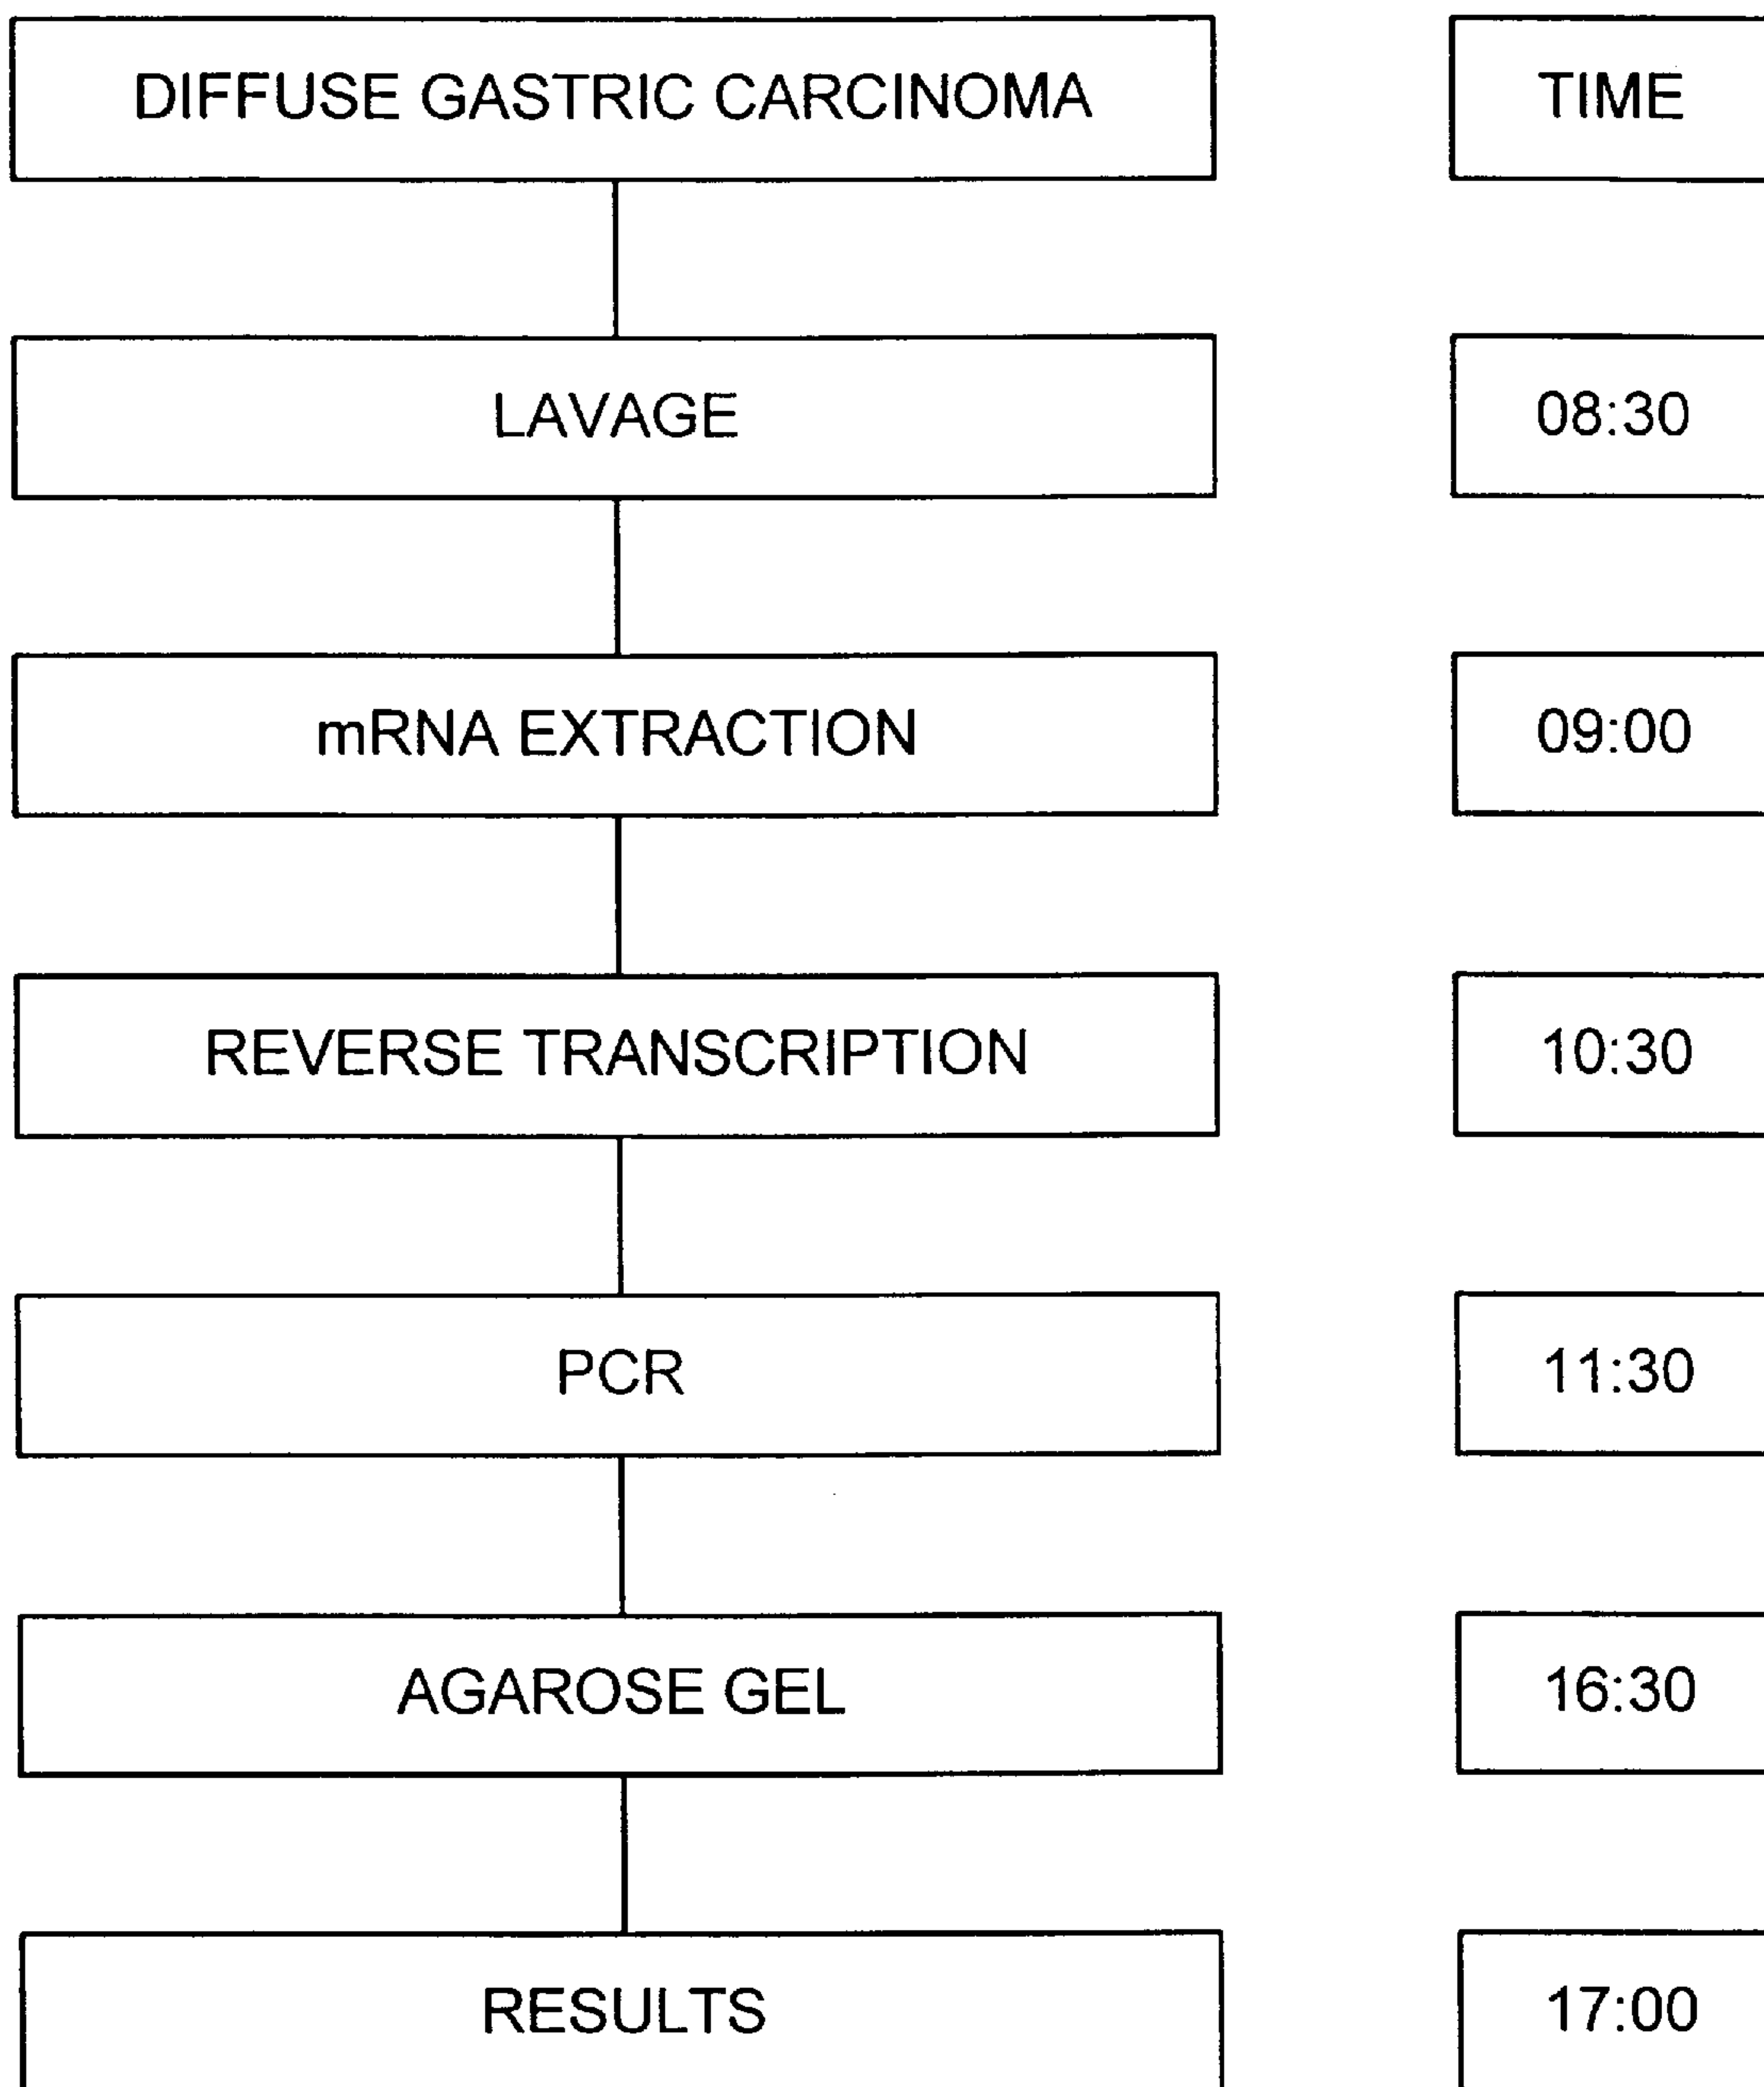 DIFFUSE GASTRIC CARCINOMA TIME
LAVAGE 08:30
mRNA EXTRACTION 09:00
REVERSE TRANSCRIPTION 10:30
PCR 11:30
AGAROSE GEL 16:30
RESULTS 17:00